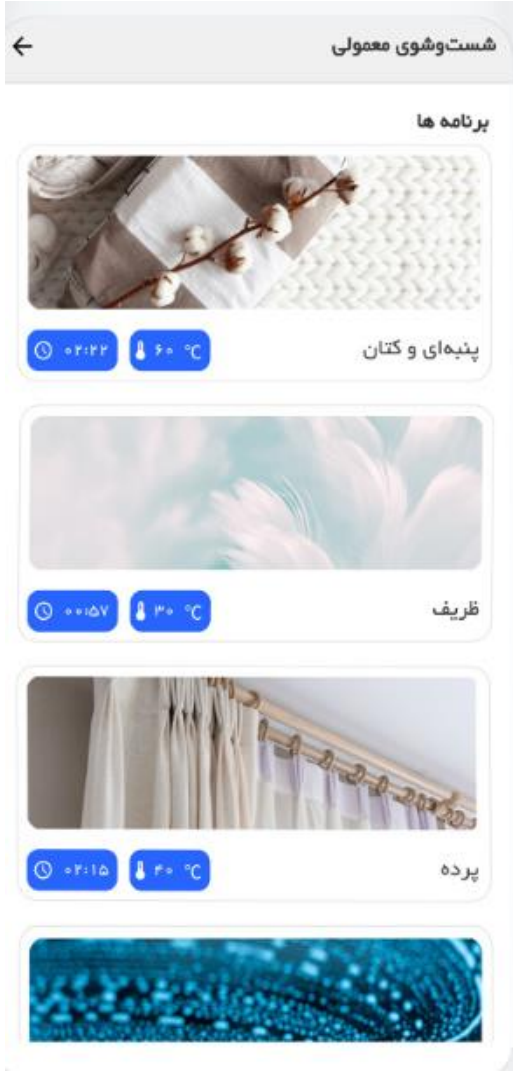 شست‌وشوی معمولی
برنامه ها
پنبه‌ای و کتان
۶۰ °C
۰۲:۲۲
ظریف
۳۰ °C
۰۰:۵۷
پرده
۴۰ °C
۰۲:۱۵